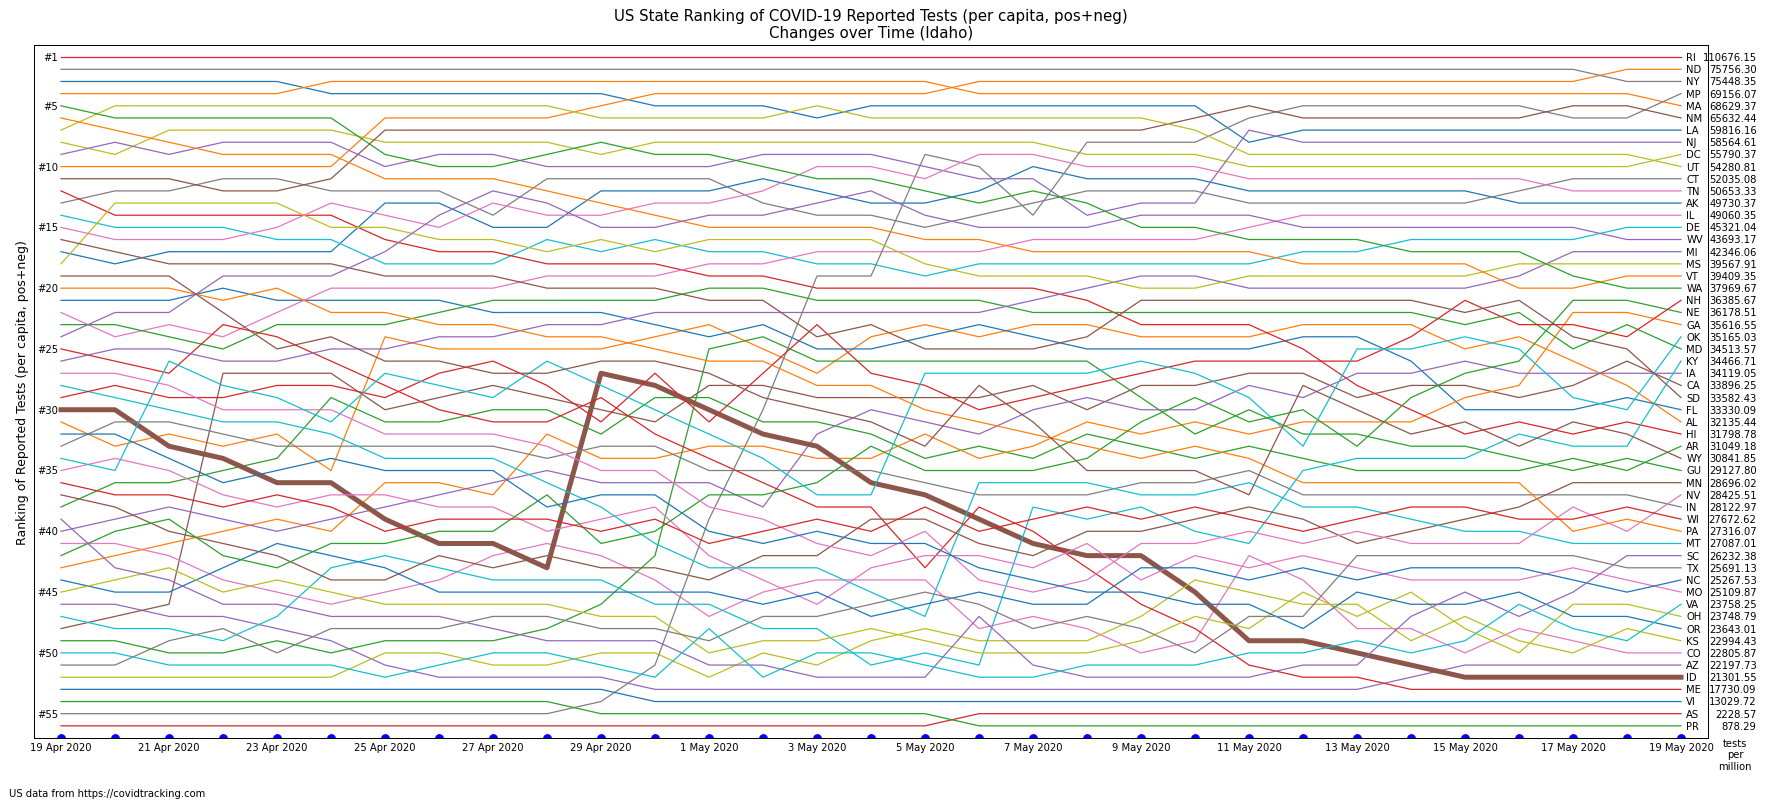 US State Ranking of COVID-19 Reported Tests (per capita, pos+neg)
Changes over Time (Idaho)
Ranking of Reported Tests (per capita, pos+neg)
#1
#5
#10
#15
#20
#25
#30
#35
#40
#45
#50
#55
RI 110676.15
ND 75756.30
NY 75448.35
MP 69156.07
MA 68629.37
NM 65632.44
LA 59816.16
NJ 58564.61
DC 55790.37
UT 54280.81
CT 52035.08
TN 50653.33
AK 49730.37
IL 49060.35
DE 45321.04
WV 43693.17
MI 42346.06
MS 39567.91
VT 39409.35
WA 37969.67
NH 36385.67
NE 36178.51
GA 35616.55
OK 35165.03
MD 34513.57
KY 34466.71
IA 34119.05
CA 33896.25
SD 33582.43
FL 33330.09
AL 32135.44
HI 31798.78
AR 31049.18
WY 30841.85
GU 29127.80
MN 28696.02
NV 28425.51
IN 28122.97
WI 27672.62
PA 27316.07
MT 27087.01
SC 26232.38
TX 25691.13
NC 25267.53
MO 25109.87
VA 23758.25
OH 23748.79
OR 23643.01
KS 22994.43
CO 22805.87
AZ 22197.73
ID 21301.55
ME 17730.09
VI 13029.72
AS 2228.57
PR 878.29
19 Apr 2020
21 Apr 2020
23 Apr 2020
25 Apr 2020
27 Apr 2020
29 Apr 2020
1 May 2020
3 May 2020
5 May 2020
7 May 2020
9 May 2020
11 May 2020
13 May 2020
15 May 2020
17 May 2020
19 May 2020
tests
per
million
US data from https://covidtracking.com